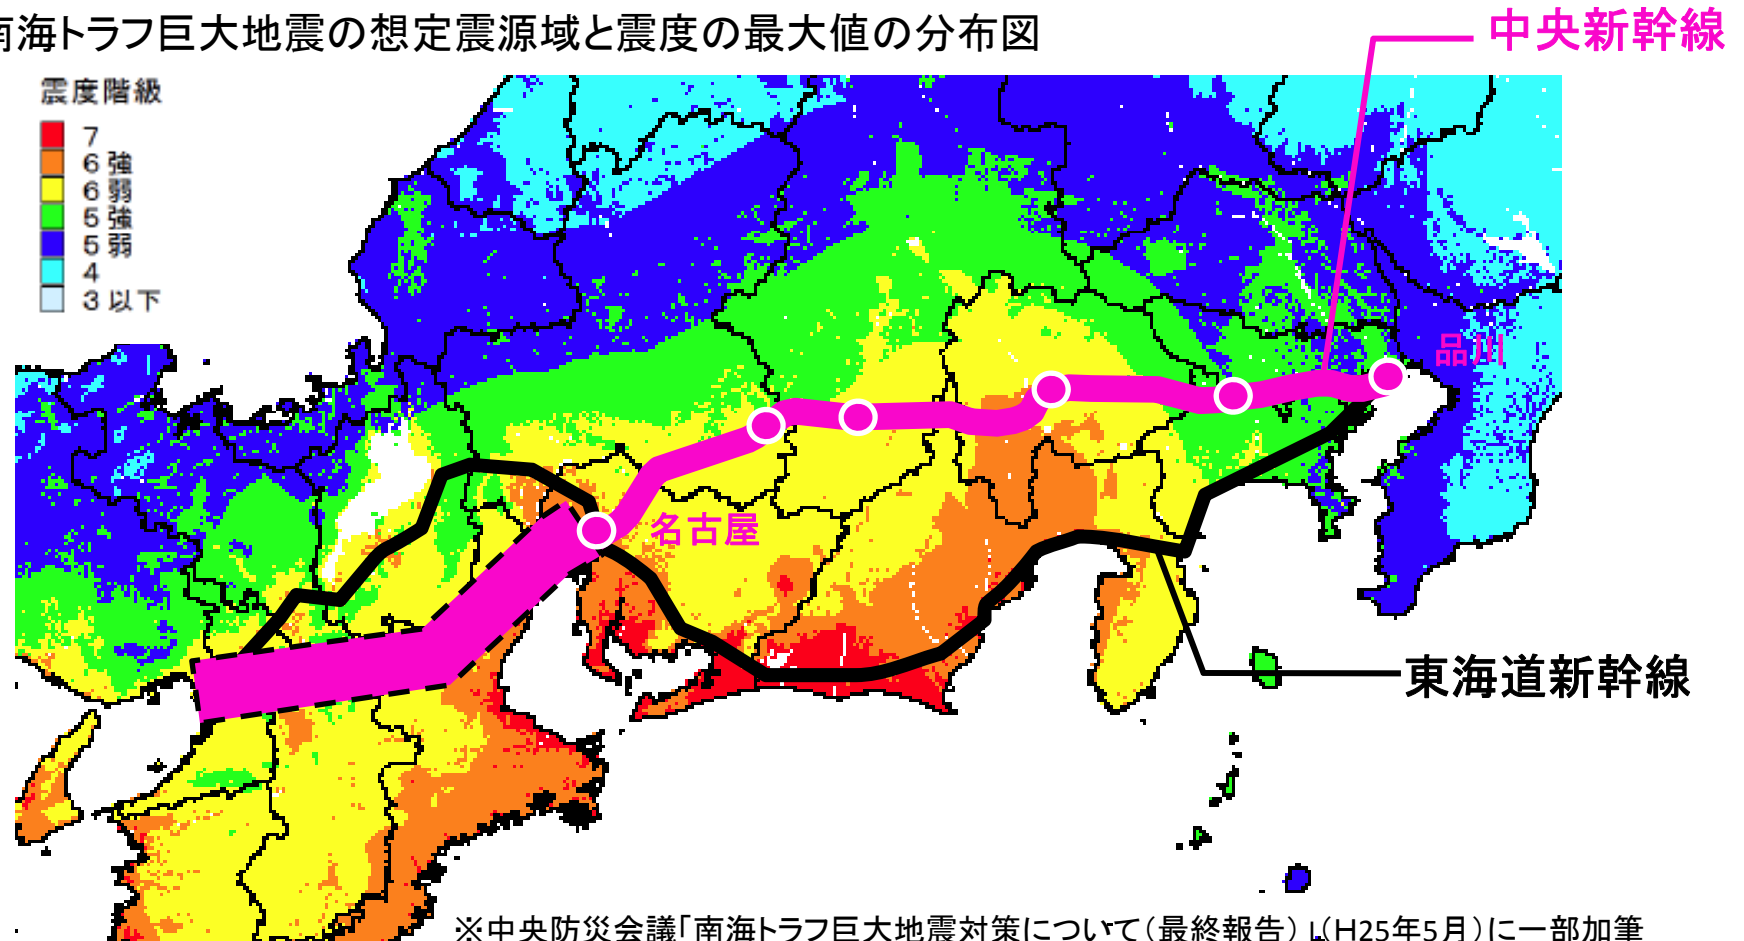 南海トラフ巨大地震の想定震源域と震度の最大値の分布図
中央新幹線
震度階級
7
6強
6弱
5強
5弱
4
3以下
品川
名古屋
東海道新幹線
※中央防災会議「南海トラフ巨大地震対策について(最終報告)」(H25年5月)に一部加筆